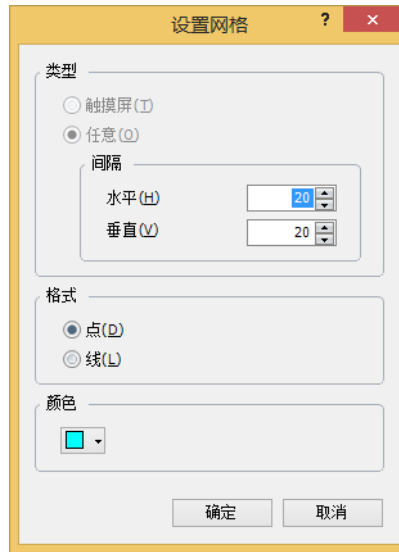 设置网格 ? ×
类型
触摸屏(T)
任意(O)
间隔
水平(H) 20
垂直(V) 20
格式
点(D)
线(L)
颜色
确定 取消